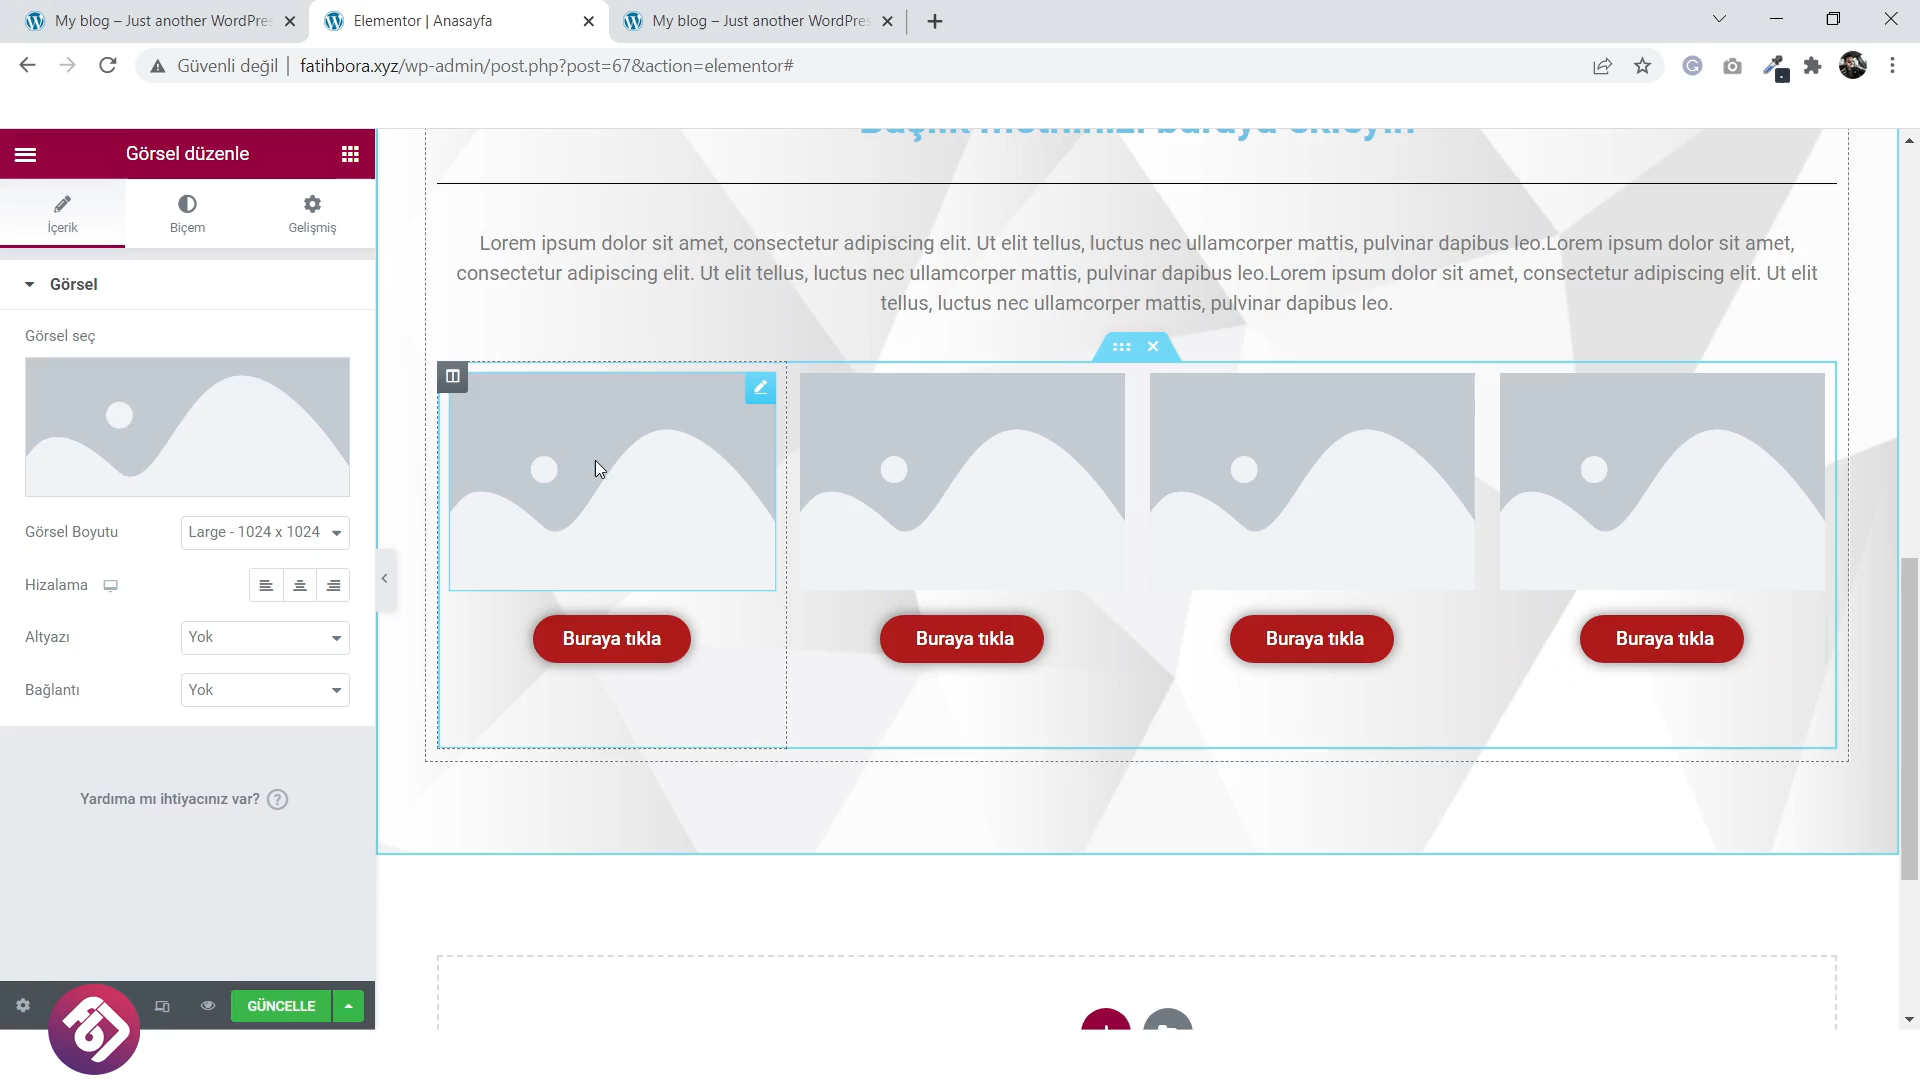 My blog – Just another WordPres
Elementor | Anasayfa
My blog – Just another WordPres
Güvenli değil
fatihbora.xyz/wp-admin/post.php?post=67&action=elementor#
Görsel düzenle
İçerik
Biçem
Gelişmiş
Görsel
Görsel seç
Görsel Boyutu
Large - 1024 x 1024
Hizalama
Altyazı
Yok
Bağlantı
Yok
Yardıma mı ihtiyacınız var? ?
GÜNCELLE
Başlık metninizi buraya ekleyin
Lorem ipsum dolor sit amet, consectetur adipiscing elit. Ut elit tellus, luctus nec ullamcorper mattis, pulvinar dapibus leo.Lorem ipsum dolor sit amet,
consectetur adipiscing elit. Ut elit tellus, luctus nec ullamcorper mattis, pulvinar dapibus leo.Lorem ipsum dolor sit amet, consectetur adipiscing elit. Ut elit
tellus, luctus nec ullamcorper mattis, pulvinar dapibus leo.
Buraya tıkla
Buraya tıkla
Buraya tıkla
Buraya tıkla